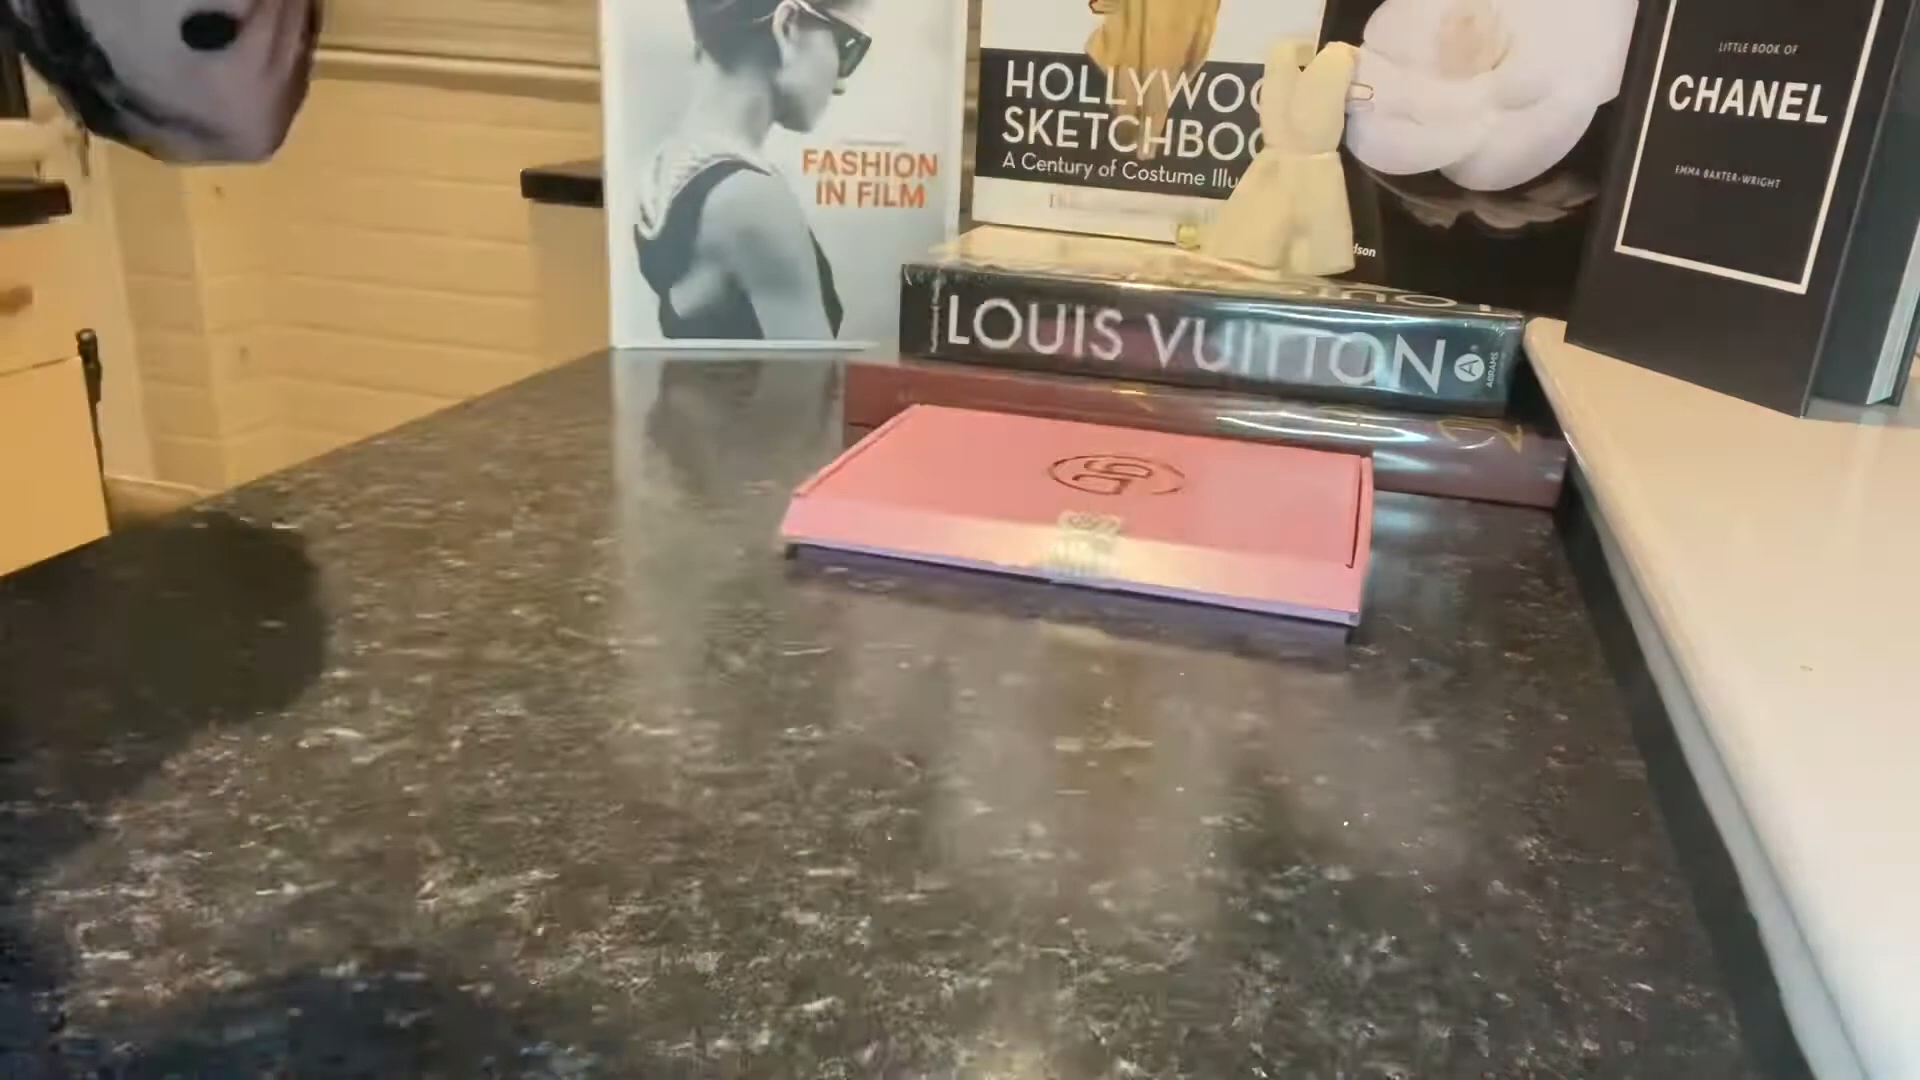 FASHION
IN FILM
HOLLYWOO
SKETCHBOO
A Century of Costume Illu
dson
LITTLE BOOK OF
CHANEL
EMMA BAXTER-WRIGHT
LOUIS VUITTON
A
ABRAMS